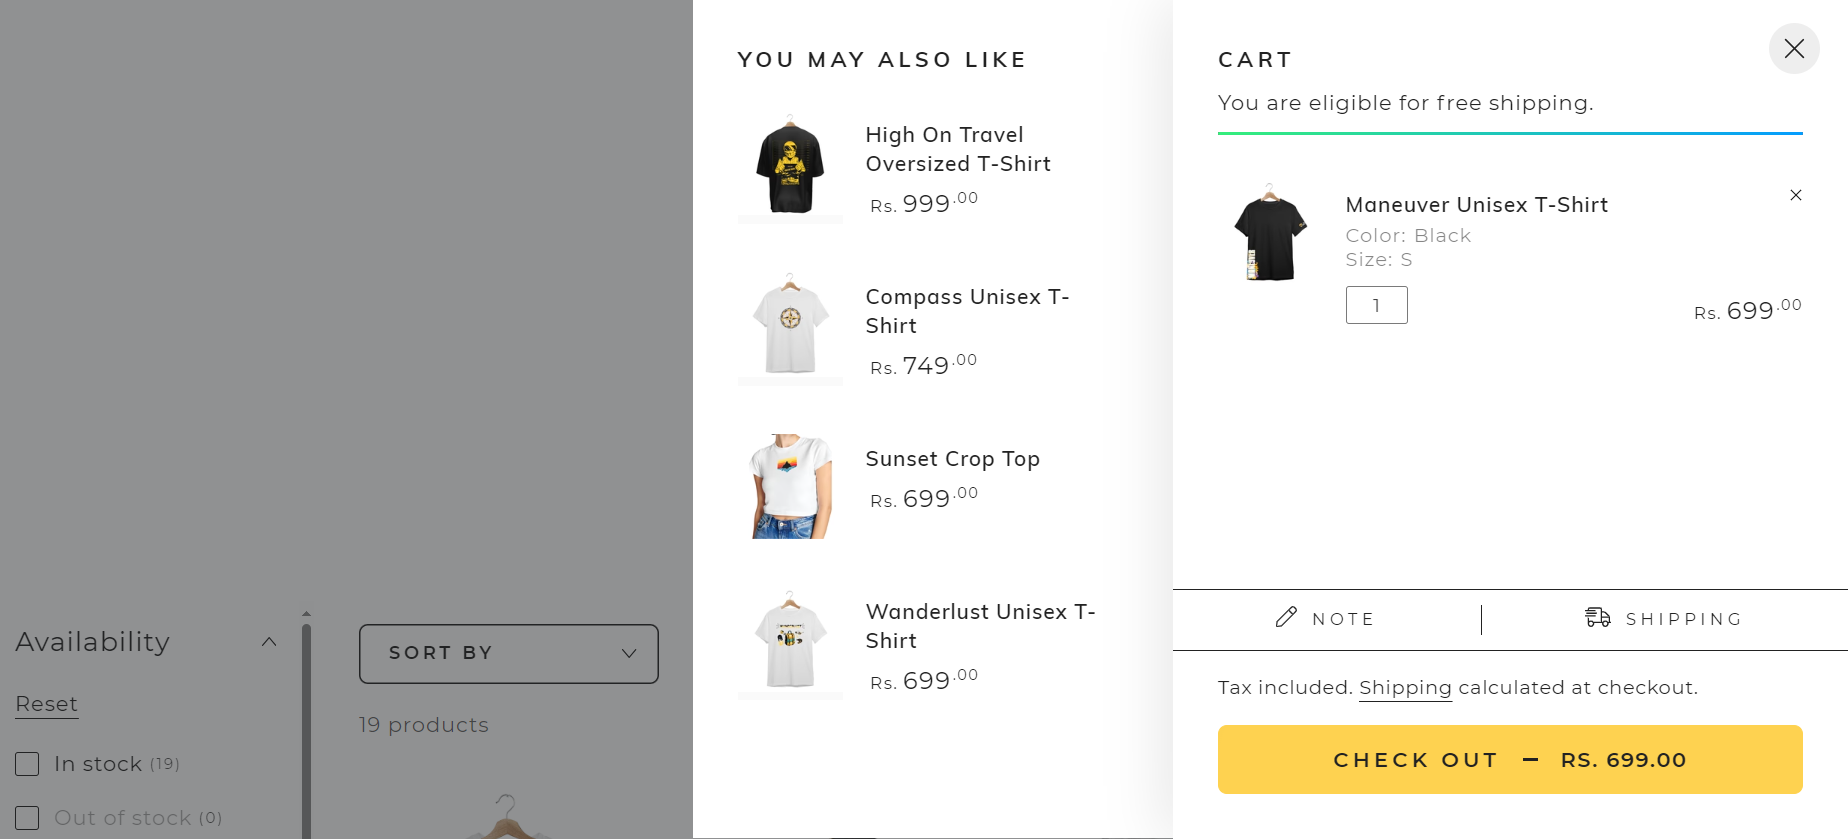 YOU MAY ALSO LIKE
High On Travel
Oversized T-Shirt
Rs. 999.00
Compass Unisex T-
Shirt
Rs. 749.00
Sunset Crop Top
Rs. 699.00
Wanderlust Unisex T-
Shirt
Rs. 699.00
CART
You are eligible for free shipping.
Maneuver Unisex T-Shirt
Color: Black
Size: S
1
Rs. 699.00
NOTE
SHIPPING
Tax included. Shipping calculated at checkout.
CHECK OUT – RS. 699.00
Availability
Reset
In stock (19)
Out of stock (0)
SORT BY
19 products